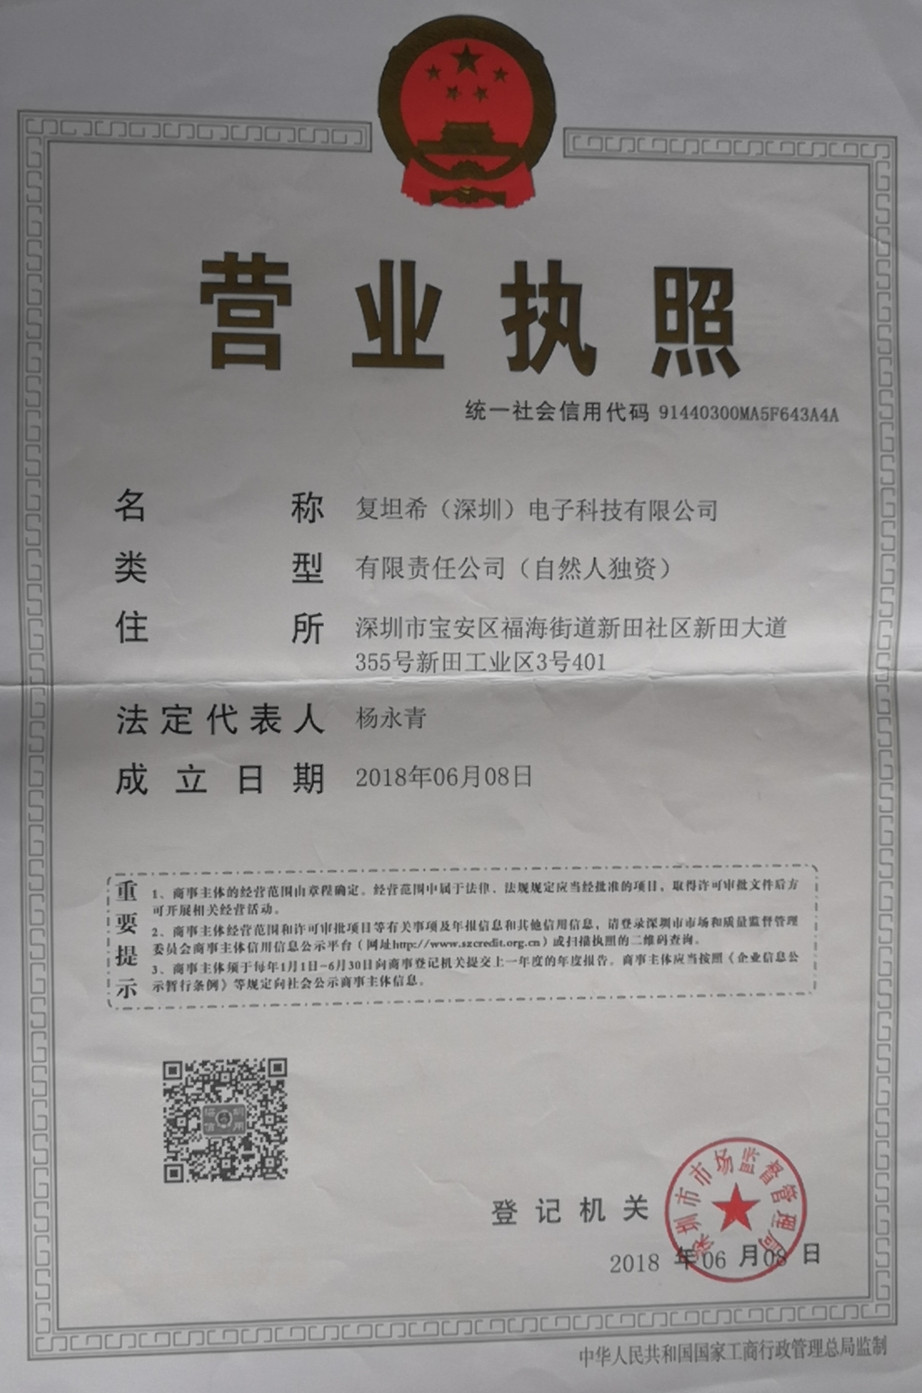 营业执照
统一社会信用代码 91440300MA5F643A4A
名称 复坦希（深圳）电子科技有限公司
类型 有限责任公司（自然人独资）
住所 深圳市宝安区福海街道新田社区新田大道
355号新田工业区3号401
法定代表人 杨永青
成立日期 2018年06月08日
重要提示
1、商事主体的经营范围由章程确定。经营范围中属于法律、法规规定应当经批准的项目，取得许可审批文件后方
可开展相关经营活动。
2、商事主体经营范围和许可审批项目等有关事项及年报信息和其他信用信息，请登录深圳市市场和质量监督管理
委员会商事主体信用信息公示平台（网址http://www.szcredit.org.cn）或扫描执照的二维码查询。
3、商事主体须于每年1月1日-6月30日向商事登记机关提交上一年度的年度报告。商事主体应当按照《企业信息公
示暂行条例》等规定向社会公示商事主体信息。
登记机关
深圳市市场监督管理局
2018 年06 月08 日
中华人民共和国国家工商行政管理总局监制